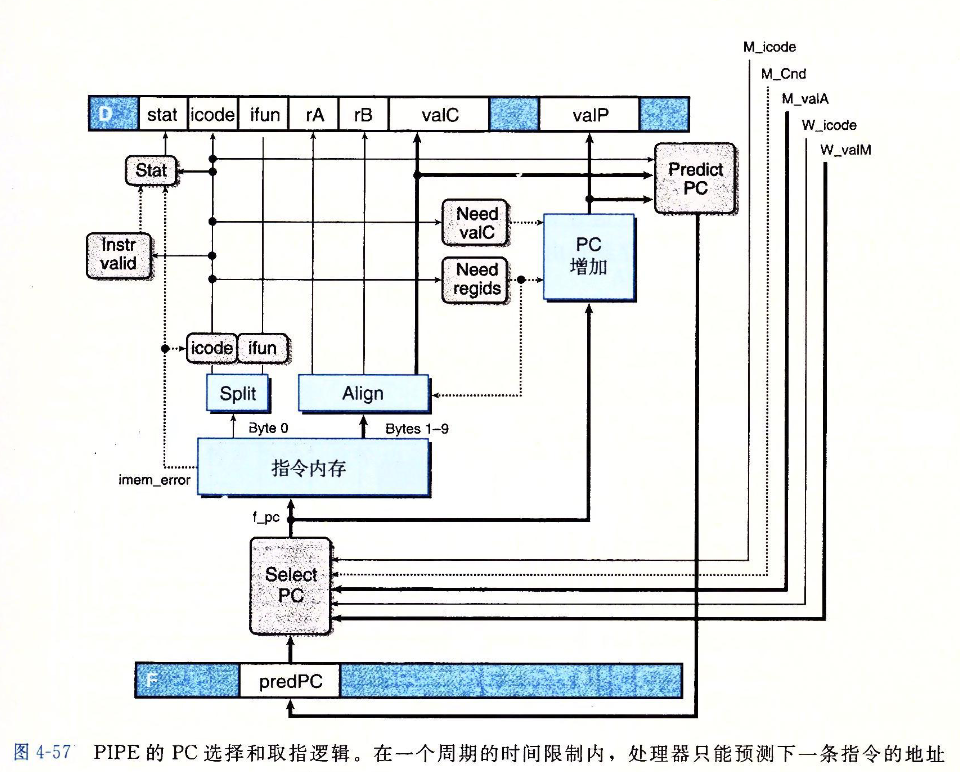 M_icode
M_Cnd
M_valA
W_icode
W_valM
D stat icode ifun rA rB valC valP
Stat
Predict
PC
Need
valC
Instr
valid
PC
增加
Need
regids
icode ifun
Split
Align
Byte 0
Bytes 1–9
指令内存
imem_error
f_pc
Select
PC
F predPC
图 4-57 PIPE 的 PC 选择和取指逻辑。在一个周期的时间限制内，处理器只能预测下一条指令的地址